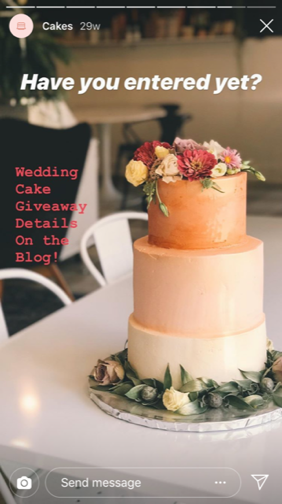 Cakes 29w
Have you entered yet?
Wedding
Cake
Giveaway
Details
On the
Blog!
Send message